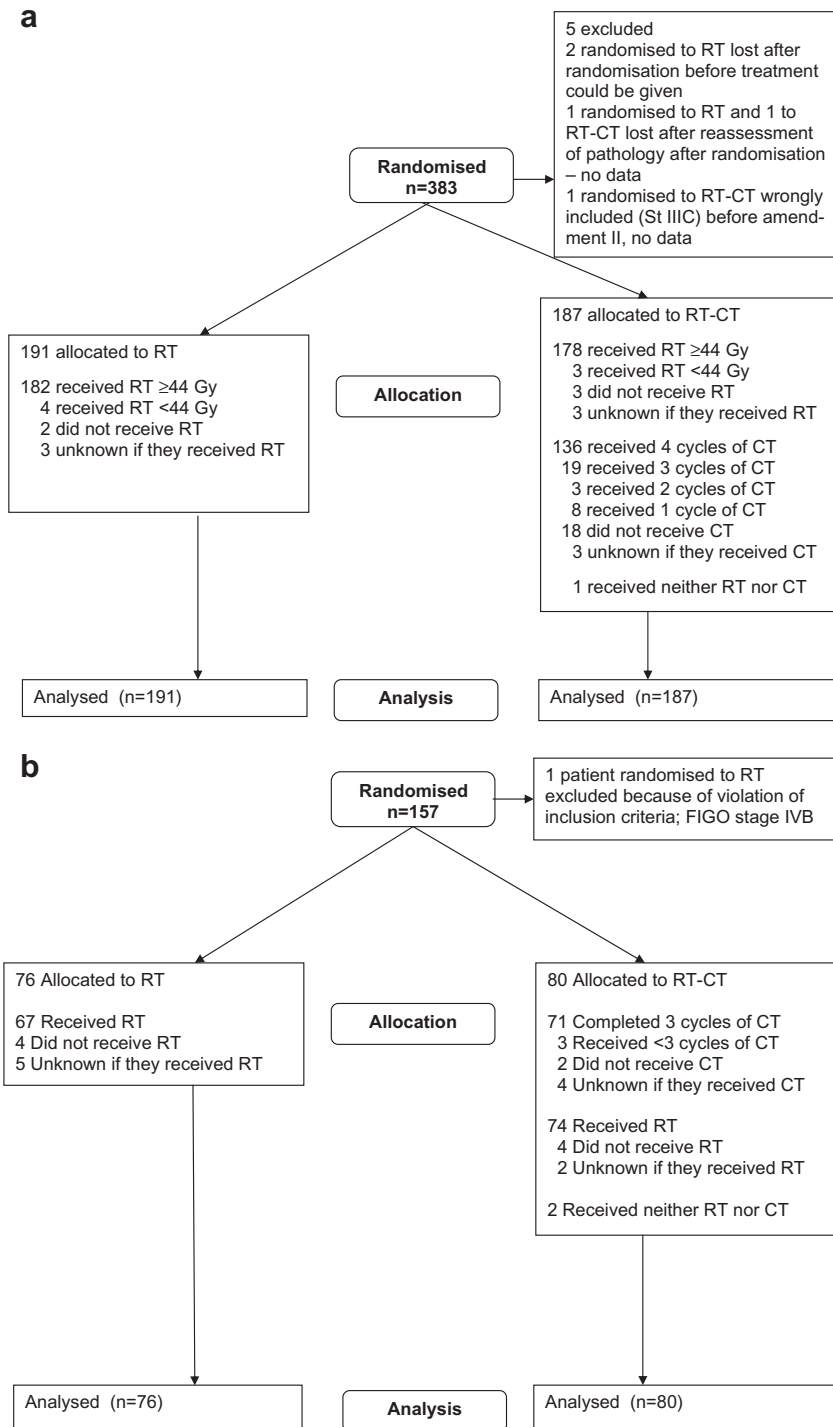 a
5 excluded
2 randomised to RT lost after
randomisation before treatment
could be given
1 randomised to RT and 1 to
RT-CT lost after reassessment
of pathology after randomisation
– no data
1 randomised to RT-CT wrongly
included (St IIIC) before amend-
ment II, no data
Randomised
n=383
191 allocated to RT
182 received RT ≥44 Gy
4 received RT <44 Gy
2 did not receive RT
3 unknown if they received RT
Allocation
187 allocated to RT-CT
178 received RT ≥44 Gy
3 received RT <44 Gy
3 did not receive RT
3 unknown if they received RT
136 received 4 cycles of CT
19 received 3 cycles of CT
3 received 2 cycles of CT
8 received 1 cycle of CT
18 did not receive CT
3 unknown if they received CT
1 received neither RT nor CT
Analysed (n=191)
Analysis
Analysed (n=187)
b
Randomised
n=157
1 patient randomised to RT
excluded because of violation of
inclusion criteria; FIGO stage IVB
76 Allocated to RT
67 Received RT
4 Did not receive RT
5 Unknown if they received RT
Allocation
80 Allocated to RT-CT
71 Completed 3 cycles of CT
3 Received <3 cycles of CT
2 Did not receive CT
4 Unknown if they received CT
74 Received RT
4 Did not receive RT
2 Unknown if they received RT
2 Received neither RT nor CT
Analysed (n=76)
Analysis
Analysed (n=80)